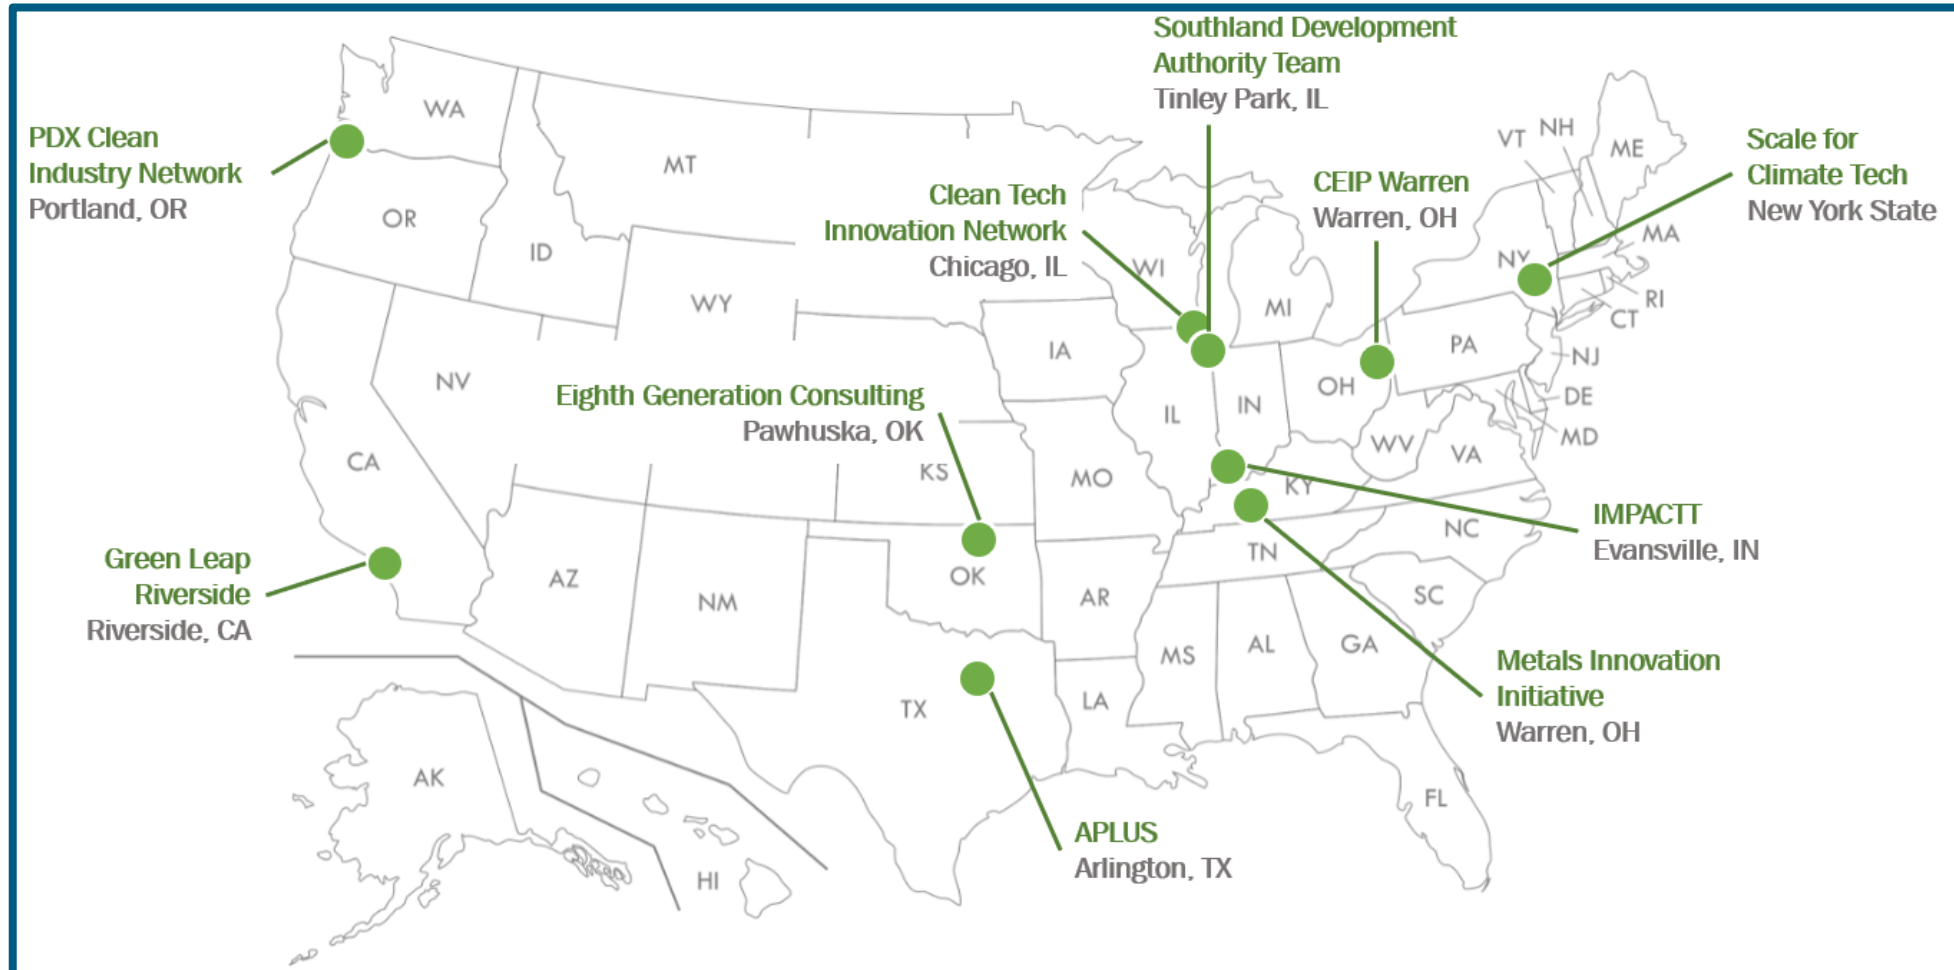 Southland Development
Authority Team
Tinley Park, IL
PDX Clean
Industry Network
Portland, OR
Clean Tech
Innovation Network
Chicago, IL
CEIP Warren
Warren, OH
Scale for
Climate Tech
New York State
Eighth Generation Consulting
Pawhuska, OK
Green Leap
Riverside
Riverside, CA
IMPACTT
Evansville, IN
Metals Innovation
Initiative
Warren, OH
APLUS
Arlington, TX
WA
MT
OR
ID
WY
NV
CA
AZ
NM
KS
OK
TX
IA
MO
AR
LA
WI
MI
IL
IN
OH
KY
TN
MS
AL
GA
FL
SC
NC
VA
WV
PA
NY
VT
NH
ME
MA
RI
CT
NJ
DE
MD
AK
HI